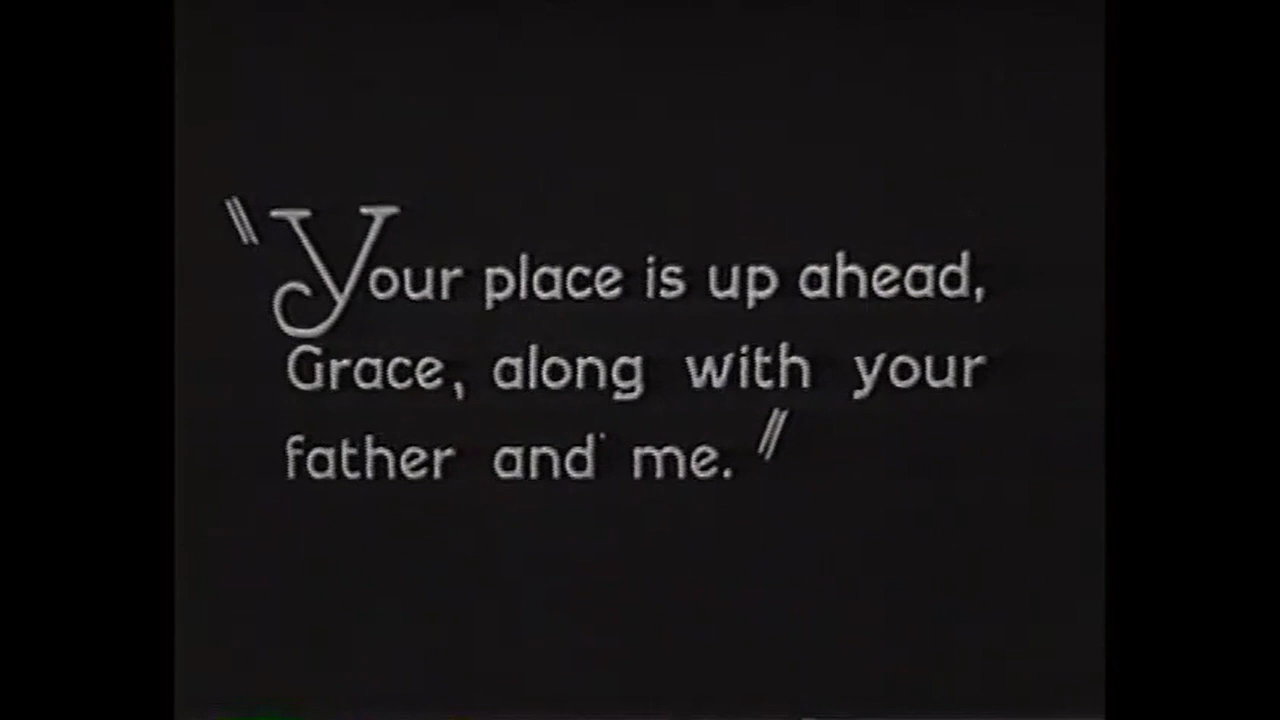 "Your place is up ahead,
Grace, along with your
father and me."